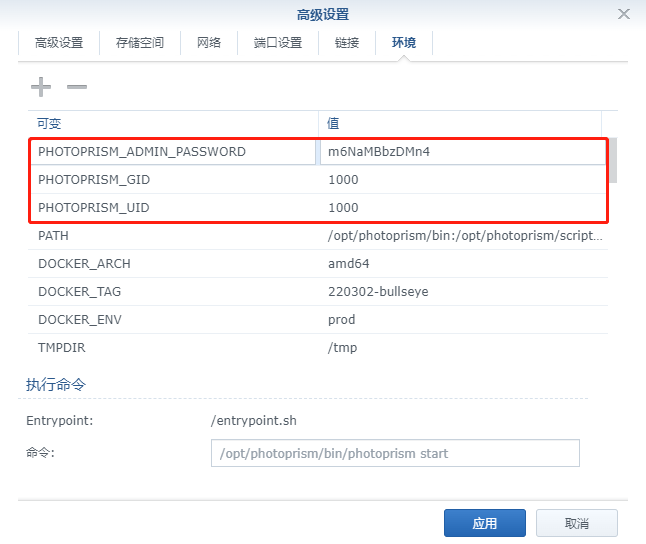 高级设置
高级设置 存储空间 网络 端口设置 链接 环境
可变 值
PHOTOPRISM_ADMIN_PASSWORD m6NaMBbzDMn4
PHOTOPRISM_GID 1000
PHOTOPRISM_UID 1000
PATH /opt/photoprism/bin:/opt/photoprism/script...
DOCKER_ARCH amd64
DOCKER_TAG 220302-bullseye
DOCKER_ENV prod
TMPDIR /tmp
执行命令
Entrypoint: /entrypoint.sh
命令: /opt/photoprism/bin/photoprism start
应用 取消